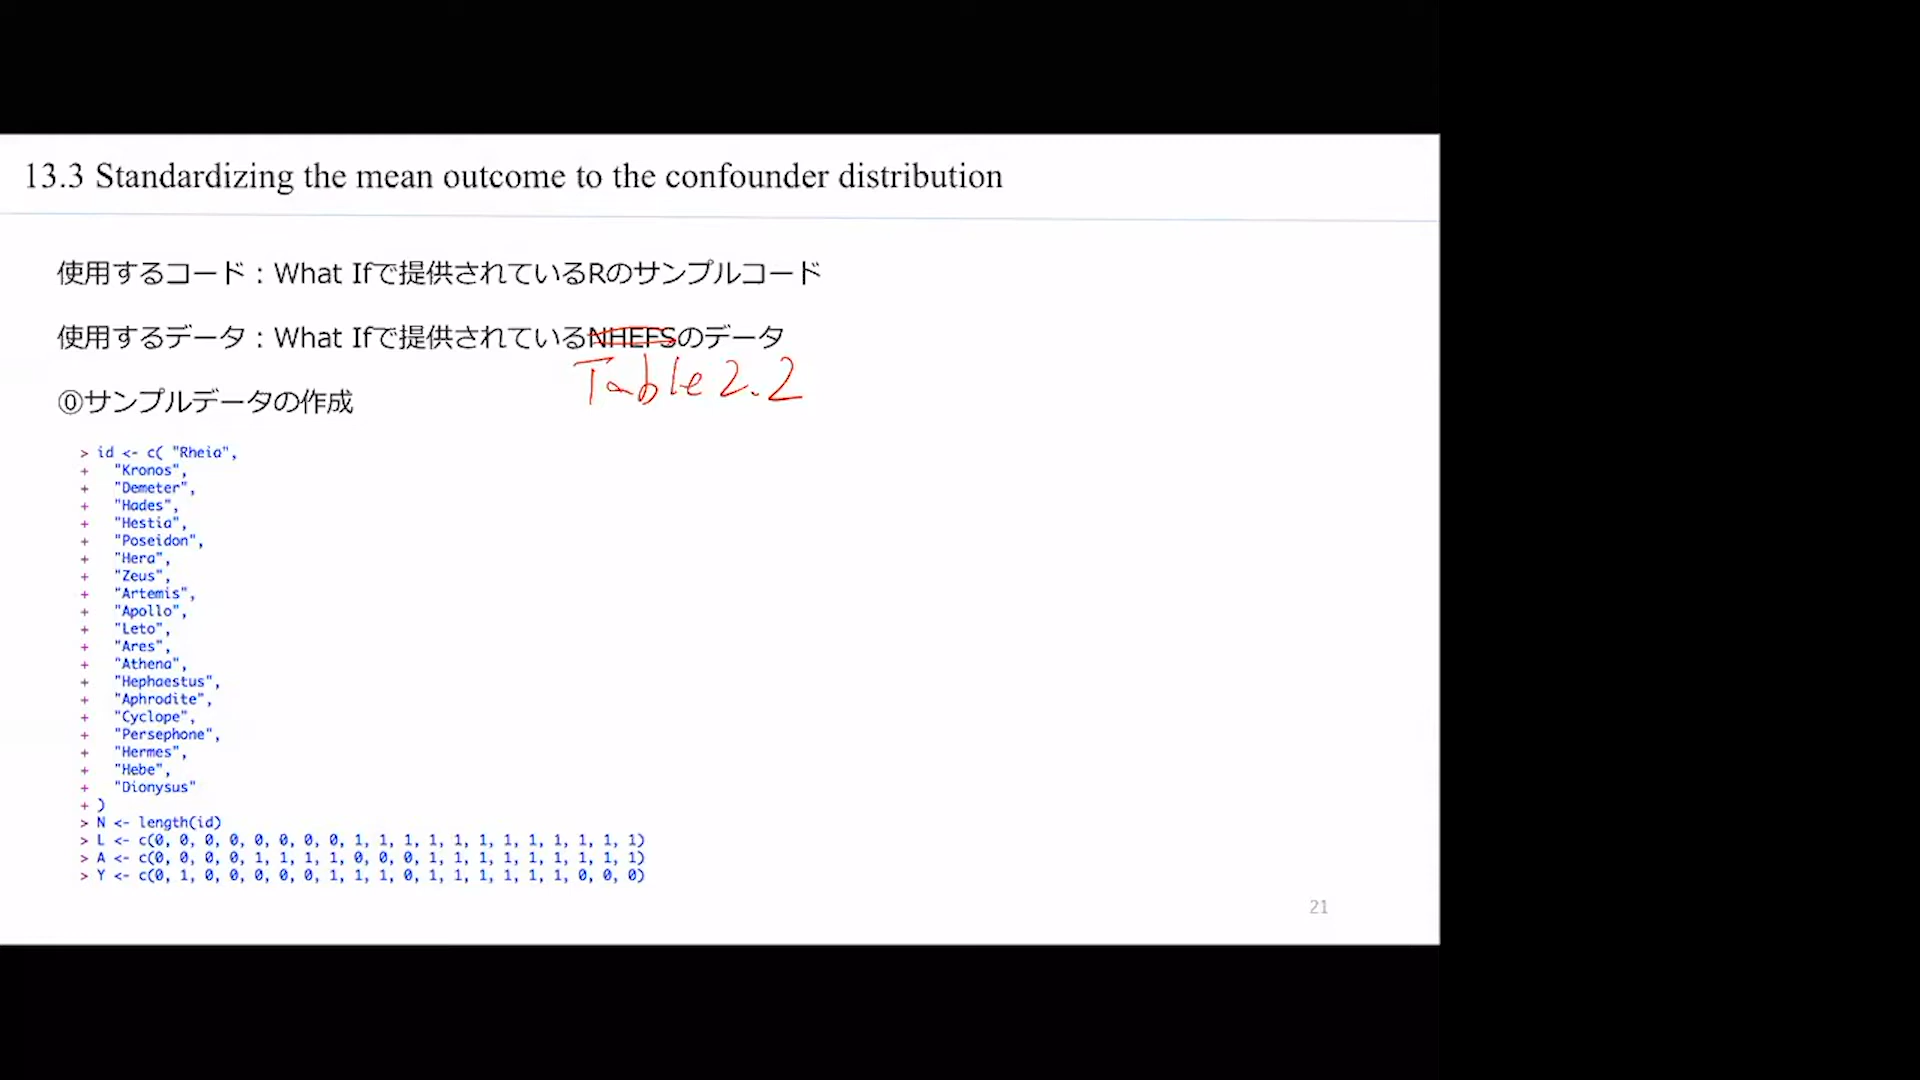 13.3 Standardizing the mean outcome to the confounder distribution
使用するコード：What Ifで提供されているRのサンプルコード
使用するデータ：What Ifで提供されているNHEFSのデータ
Table 2.2
⓪サンプルデータの作成
> id <- c( "Rheia",
+   "Kronos",
+   "Demeter",
+   "Hades",
+   "Hestia",
+   "Poseidon",
+   "Hera",
+   "Zeus",
+   "Artemis",
+   "Apollo",
+   "Leto",
+   "Ares",
+   "Athena",
+   "Hephaestus",
+   "Aphrodite",
+   "Cyclope",
+   "Persephone",
+   "Hermes",
+   "Hebe",
+   "Dionysus"
+ )
> N <- length(id)
> L <- c(0, 0, 0, 0, 0, 0, 0, 0, 1, 1, 1, 1, 1, 1, 1, 1, 1, 1, 1, 1)
> A <- c(0, 0, 0, 0, 1, 1, 1, 1, 0, 0, 0, 1, 1, 1, 1, 1, 1, 1, 1, 1)
> Y <- c(0, 1, 0, 0, 0, 0, 0, 1, 1, 1, 0, 1, 1, 1, 1, 1, 1, 0, 0, 0)
21